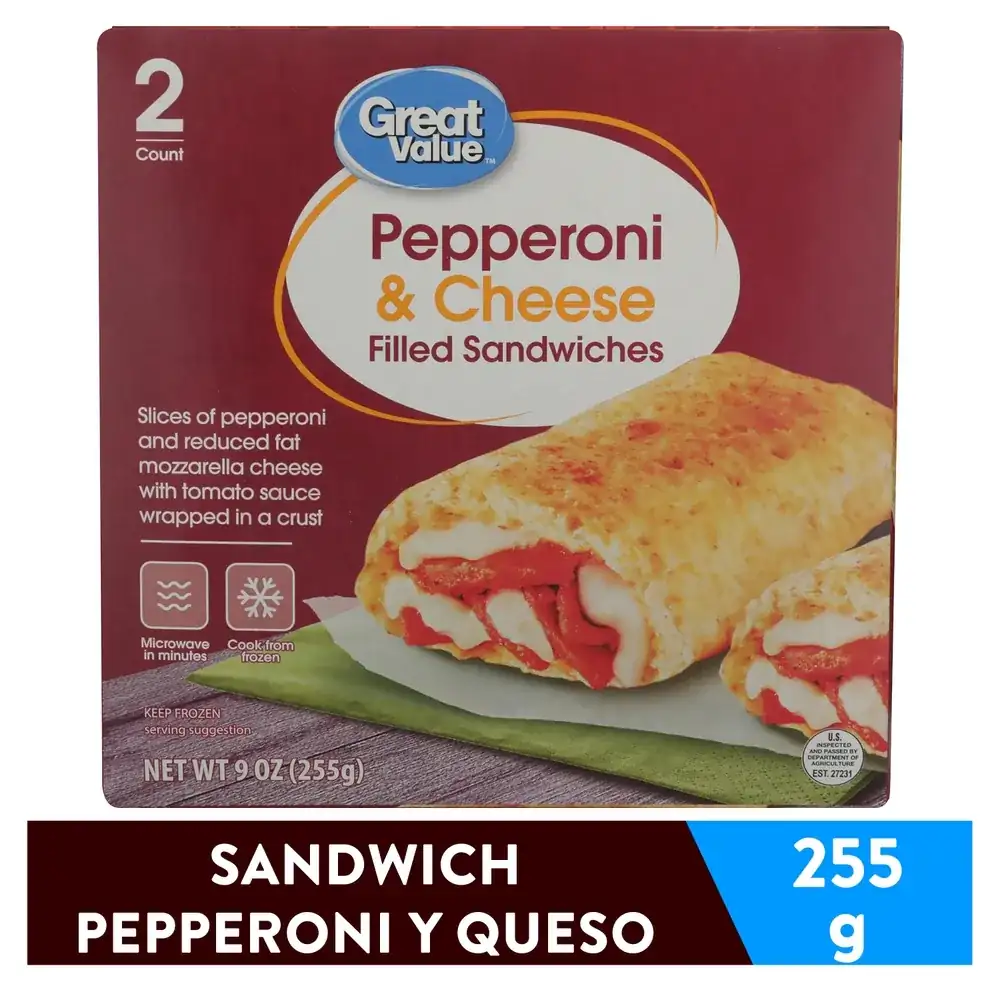 2
Count
Great
Value™
Pepperoni
& Cheese
Filled Sandwiches
Slices of pepperoni
and reduced fat
mozzarella cheese
with tomato sauce
wrapped in a crust
Microwave
in minutes
Cook from
frozen
KEEP FROZEN
serving suggestion
NET WT 9 OZ (255g)
U.S.
INSPECTED
AND PASSED BY
DEPARTMENT OF
AGRICULTURE
EST. 27231
SANDWICH
PEPPERONI Y QUESO
255
g